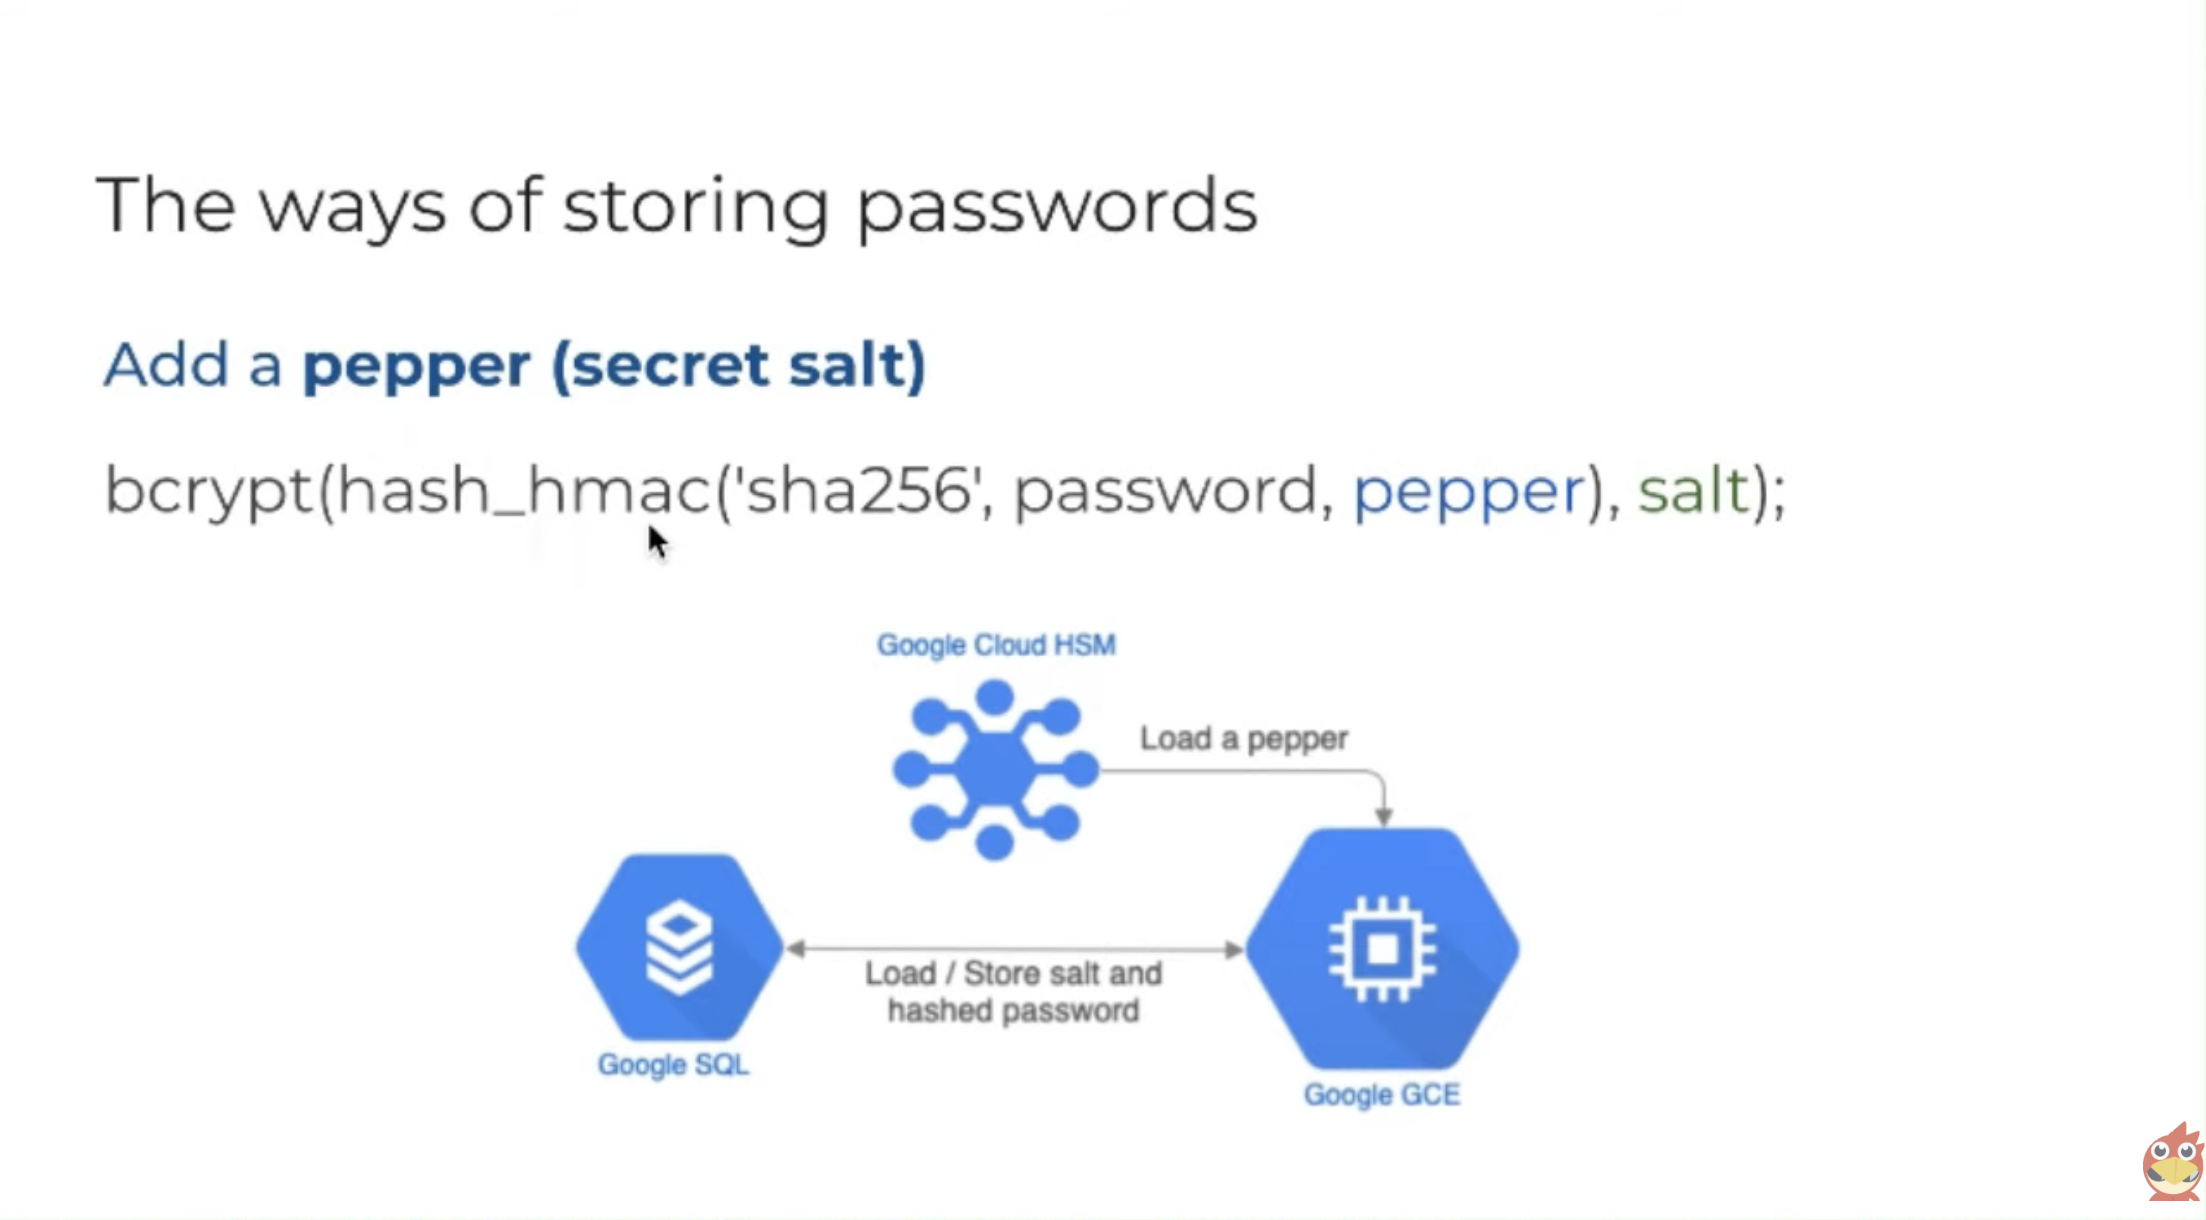 The ways of storing passwords
Add a pepper (secret salt)
bcrypt(hash_hmac('sha256', password, pepper), salt);
Google Cloud HSM
Load a pepper
Load / Store salt and
hashed password
Google SQL
Google GCE